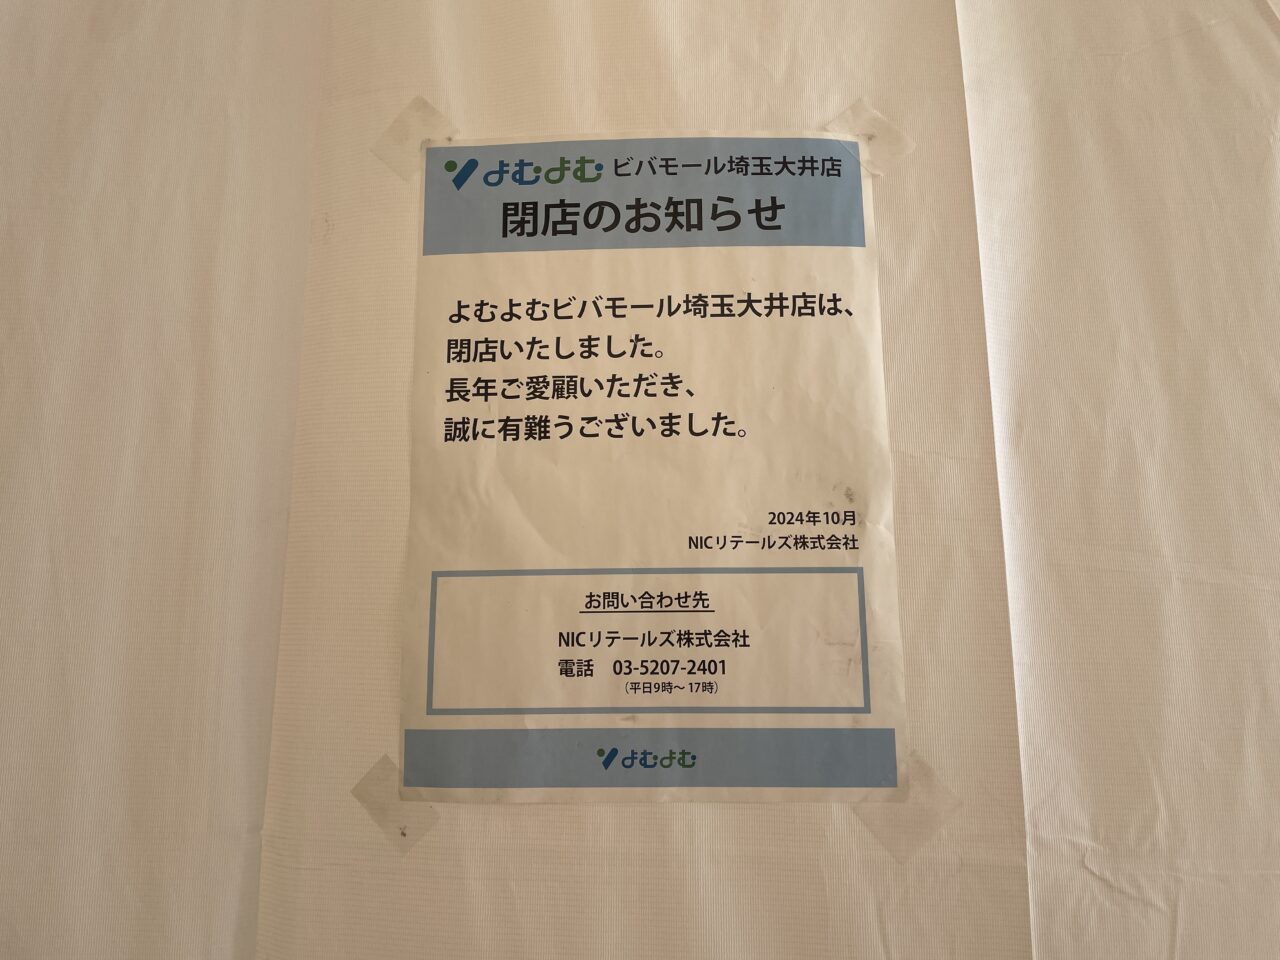 よむよむ ビバモール埼玉大井店
閉店のお知らせ
よむよむビバモール埼玉大井店は、
閉店いたしました。
長年ご愛顧いただき、
誠に有難うございました。
2024年10月
NICリテールズ株式会社
お問い合わせ先
NICリテールズ株式会社
電話 03-5207-2401
（平日9時～17時）
よむよむ